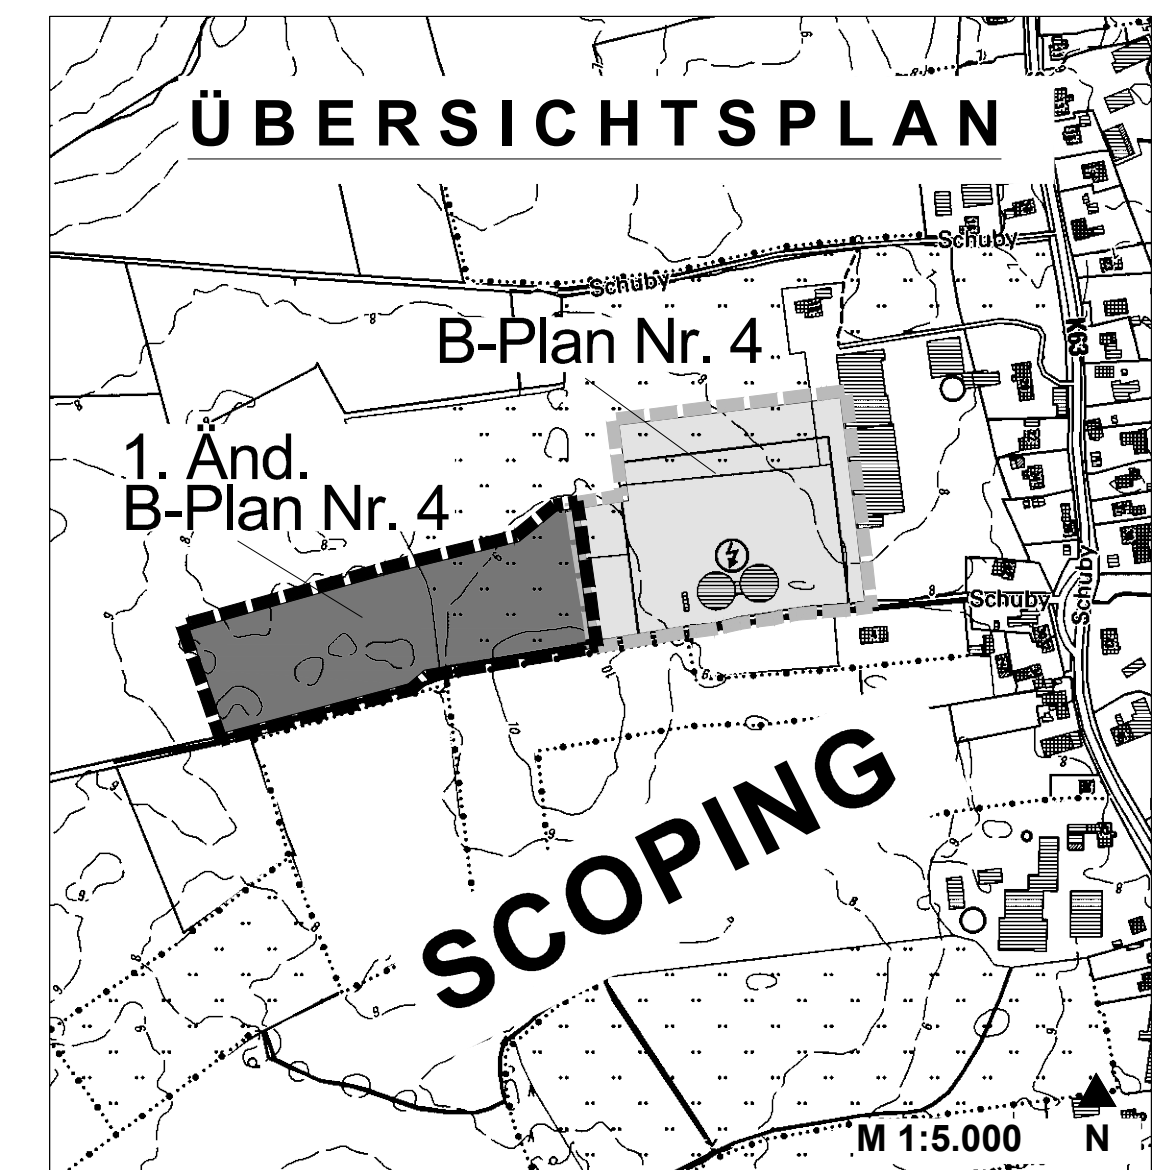 ÜBERSICHTSPLAN
Schuby
Schuby
B-Plan Nr. 4
K63
1. Änd.
B-Plan Nr. 4
Schuby
Schuby
SCOPING
M 1:5.000
N